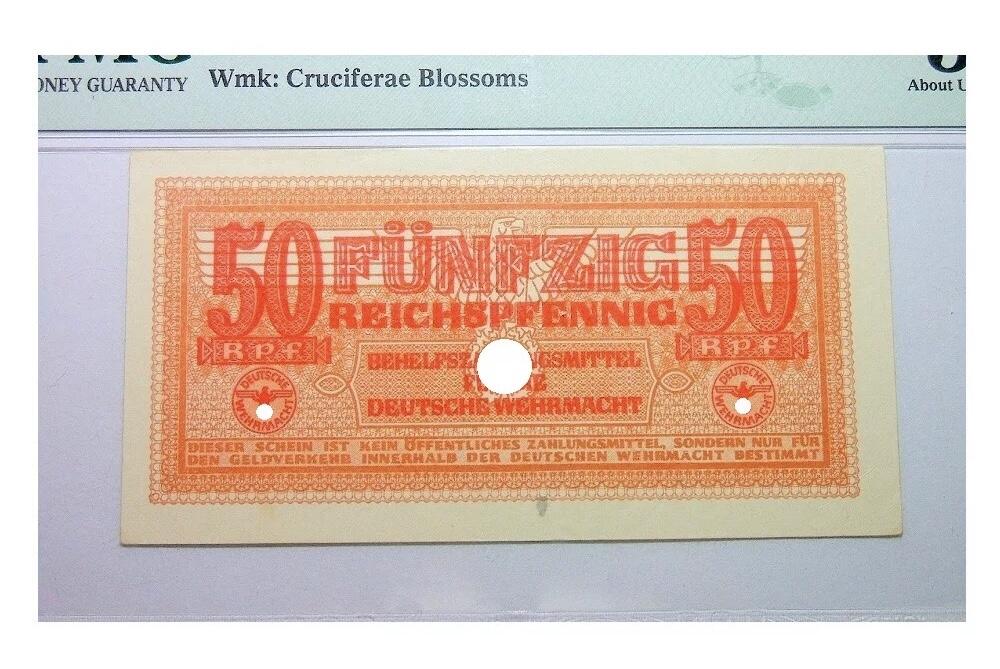 ONEY GUARANTY
Wmk: Cruciferae Blossoms
About
50 FÜNFZIG 50
REICHSPFENNIG
RPf RPf
DEUTSCHE WEHRMACHT
DEUTSCHE WEHRMACHT
DEUTSCHE WEHRMACHT
DIESER SCHEIN IST KEIN ÖFFENTLICHES ZAHLUNGSMITTEL, SONDERN NUR FÜR
DEN GELDVERKEHR INNERHALB DER DEUTSCHEN WEHRMACHT BESTIMMT